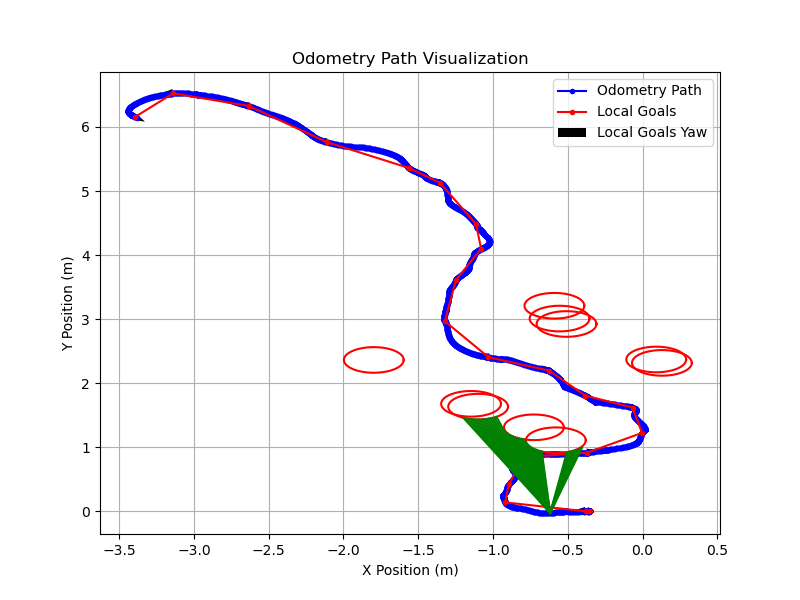 Odometry Path Visualization
Odometry Path
Local Goals
Local Goals Yaw
Y Position (m)
6
5
4
3
2
1
0
−3.5 −3.0 −2.5 −2.0 −1.5 −1.0 −0.5 0.0 0.5
X Position (m)